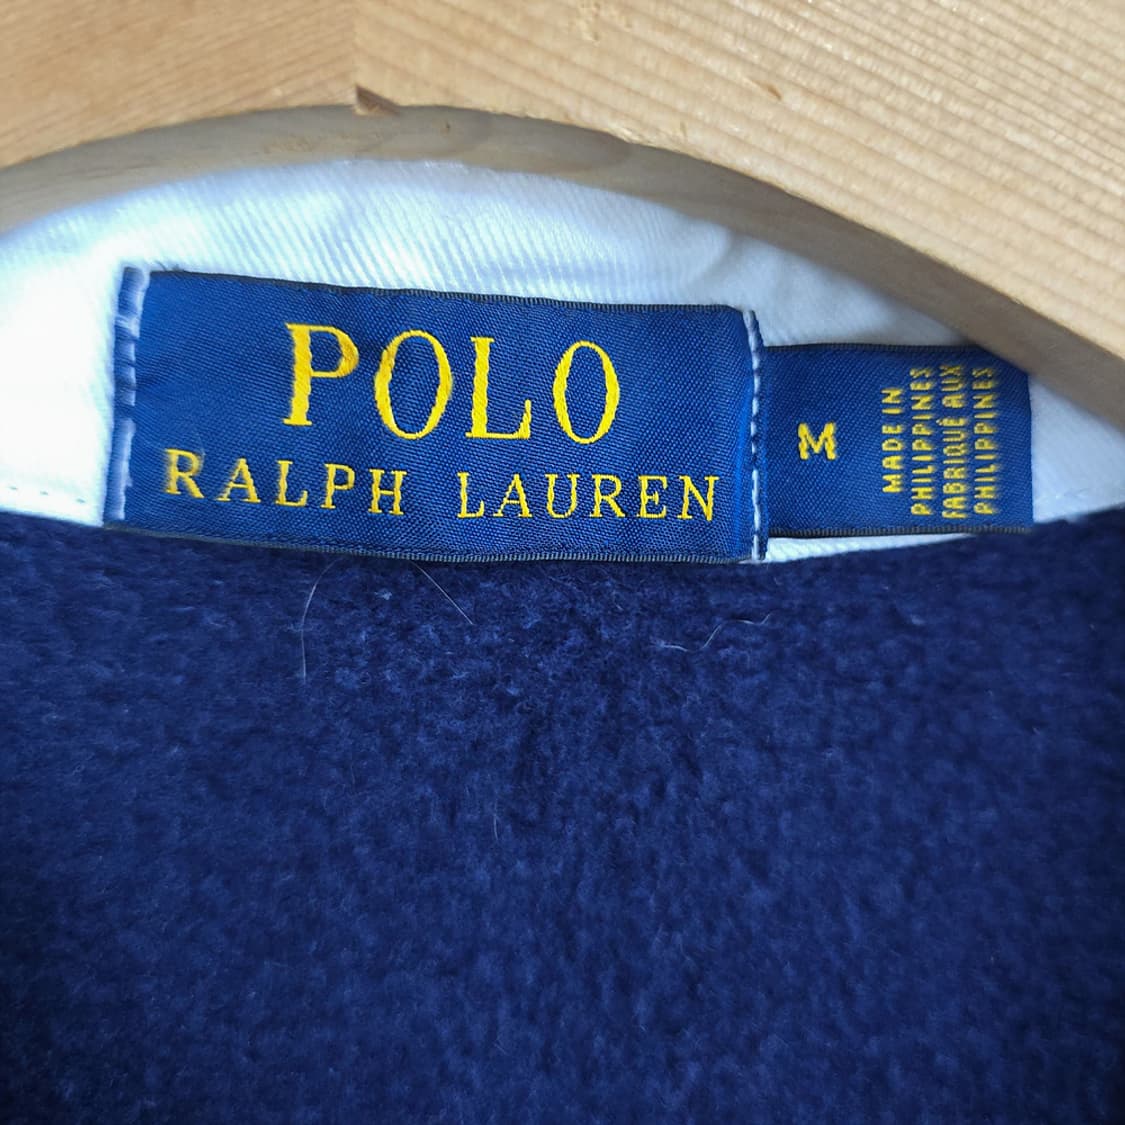 POLO
RALPH LAUREN
M
MADE IN
PHILIPPINES
FABRIQUÉ AUX
PHILIPPINES